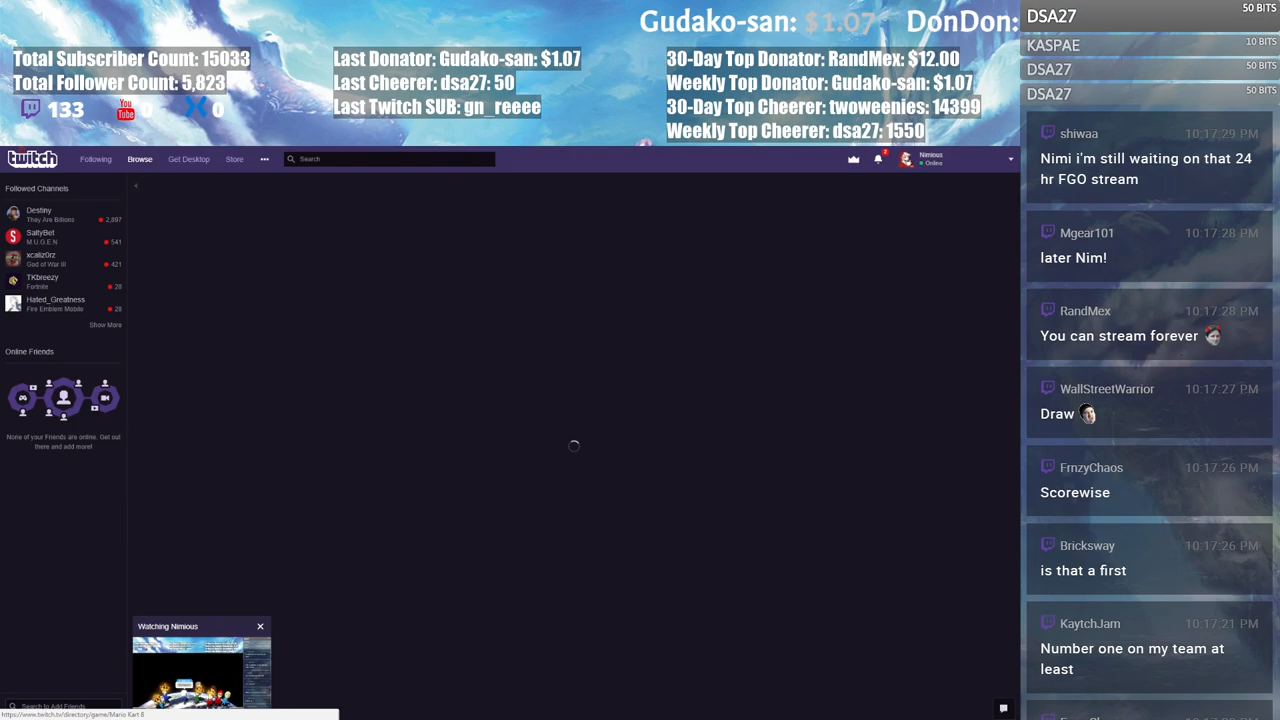 Gudako-san: $1.07 DonDon:
Total Subscriber Count: 15033
Total Follower Count: 5,823
133 0 0
Last Donator: Gudako-san: $1.07
Last Cheerer: dsa27: 50
Last Twitch SUB: gn_reeee
30-Day Top Donator: RandMex: $12.00
Weekly Top Donator: Gudako-san: $1.07
30-Day Top Cheerer: twoweenies: 14399
Weekly Top Cheerer: dsa27: 1550
DSA27 50 BITS
KASPAE 10 BITS
DSA27 50 BITS
DSA27 50 BITS
twitch Following Browse Get Desktop Store ••• Search 2 Nimious
Online
Followed Channels
Destiny
They Are Billions 2,697
SaltyBet
M.U.G.E.N 541
xcaliz0rz
God of War III 421
TKbreezy
Fortnite 28
Hated_Greatness
Fire Emblem Mobile 28
Show More
Online Friends
None of your Friends are online. Get out
there and add more!
Watching Nimious
Search to Add Friends
https://www.twitch.tv/directory/game/Mario Kart 8
shiwaa 10:17:29 PM
Nimi i'm still waiting on that 24
hr FGO stream
Mgear101 10:17:28 PM
later Nim!
RandMex 10:17:28 PM
You can stream forever
WallStreetWarrior 10:17:27 PM
Draw
FrnzyChaos 10:17:26 PM
Scorewise
Bricksway 10:17:26 PM
is that a first
KaytchJam 10:17:21 PM
Number one on my team at
least